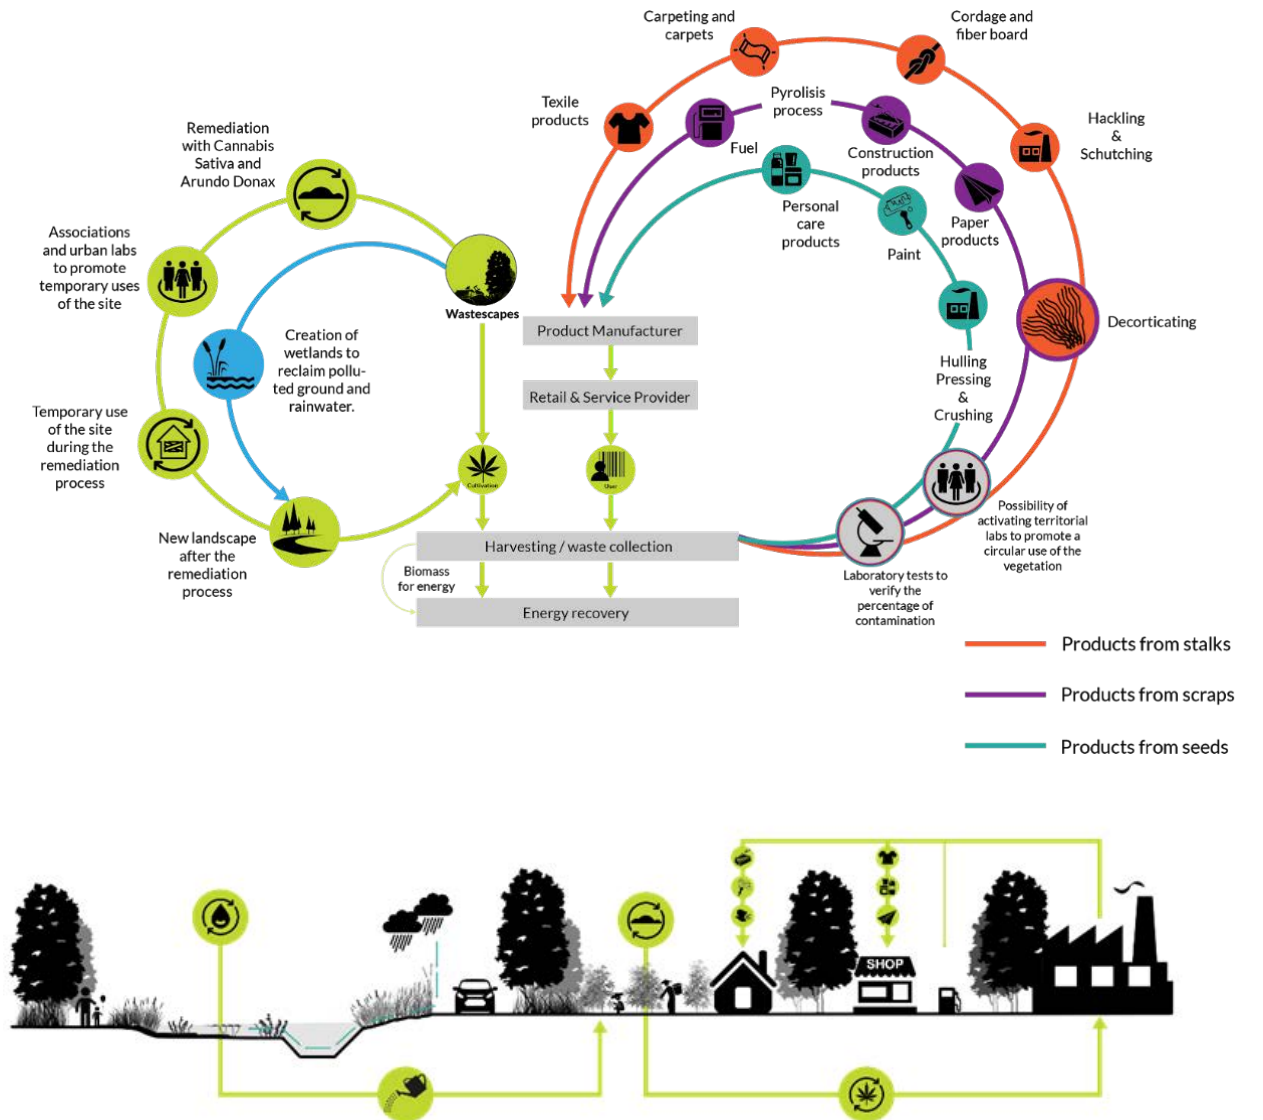 Carpeting and
carpets
Cordage and
fiber board
Texile
products
Pyrolisis
process
Hackling
&
Schutching
Fuel
Construction
products
Remediation
with Cannabis
Sativa and
Arundo Donax
Personal
care
products
Paper
products
Paint
Associations
and urban labs
to promote
temporary uses
of the site
Wastescapes
Product Manufacturer
Decorticating
Creation of
wetlands to
reclaim pollu-
ted ground and
rainwater.
Hulling
Pressing
&
Crushing
Retail & Service Provider
Temporary use
of the site
during the
remediation
process
Cultivation
User
New landscape
after the
remediation
process
Harvesting / waste collection
Possibility of
activating territorial
labs to promote a
circular use of the
vegetation
Biomass
for energy
Laboratory tests to
verify the
percentage of
contamination
Energy recovery
Products from stalks
Products from scraps
Products from seeds
SHOP